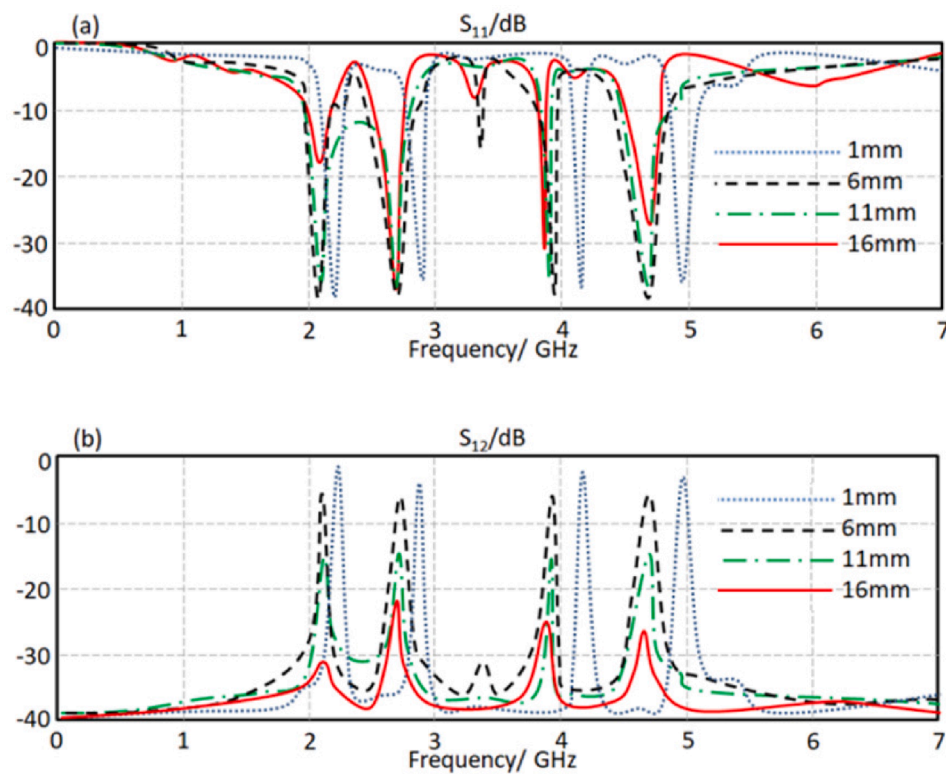 (a) S₁₁/dB
0
-10
-20
-30
-40
1mm
6mm
11mm
16mm
0 1 2 3 4 5 6 7
Frequency/ GHz
(b) S₁₂/dB
0
-10
-20
-30
-40
1mm
6mm
11mm
16mm
0 1 2 3 4 5 6 7
Frequency/ GHz